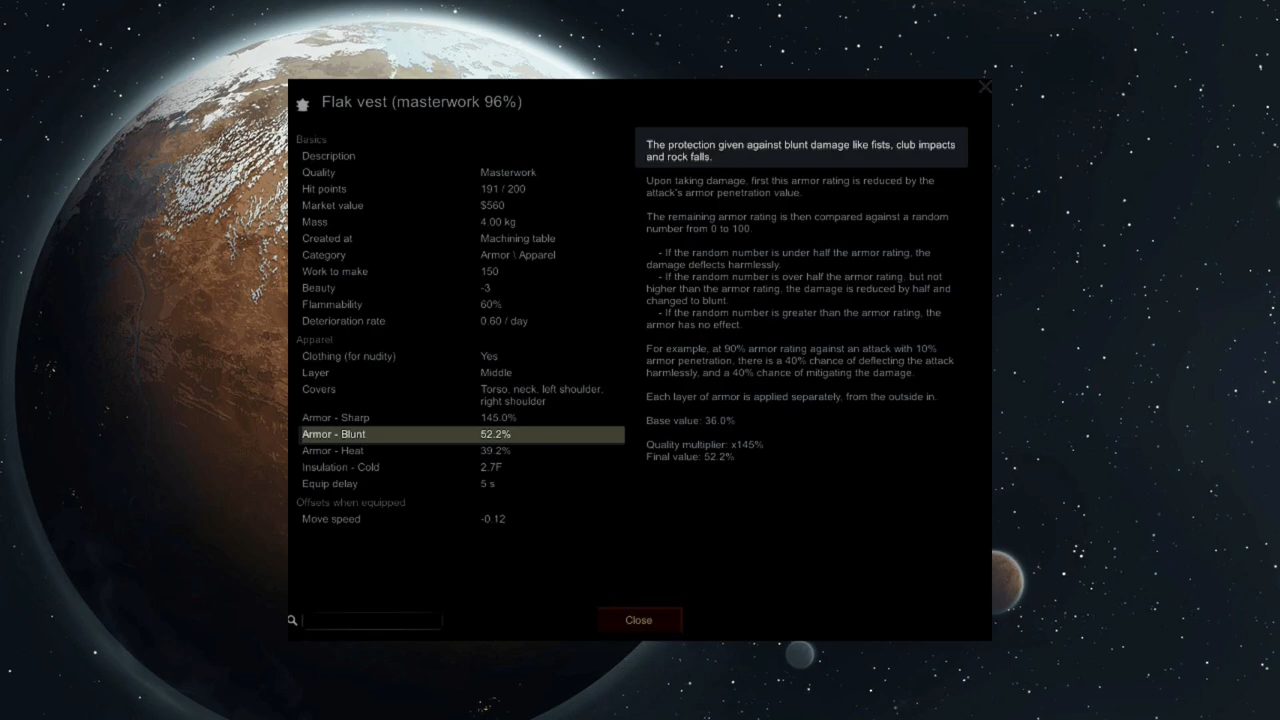 Flak vest (masterwork 96%)
Basics
Description
Quality Masterwork
Hit points 191 / 200
Market value $560
Mass 4.00 kg
Created at Machining table
Category Armor \ Apparel
Work to make 150
Beauty -3
Flammability 60%
Deterioration rate 0.60 / day
Apparel
Clothing (for nudity) Yes
Layer Middle
Covers Torso, neck, left shoulder,
right shoulder
Armor - Sharp 145.0%
Armor - Blunt 52.2%
Armor - Heat 39.2%
Insulation - Cold 2.7F
Equip delay 5 s
Offsets when equipped
Move speed -0.12
The protection given against blunt damage like fists, club impacts
and rock falls.
Upon taking damage, first this armor rating is reduced by the
attack's armor penetration value.
The remaining armor rating is then compared against a random
number from 0 to 100.
- If the random number is under half the armor rating, the
damage deflects harmlessly.
- If the random number is over half the armor rating, but not
higher than the armor rating, the damage is reduced by half and
changed to blunt.
- If the random number is greater than the armor rating, the
armor has no effect.
For example, at 90% armor rating against an attack with 10%
armor penetration, there is a 40% chance of deflecting the attack
harmlessly, and a 40% chance of mitigating the damage.
Each layer of armor is applied separately, from the outside in.
Base value: 36.0%
Quality multiplier: x145%
Final value: 52.2%
Close